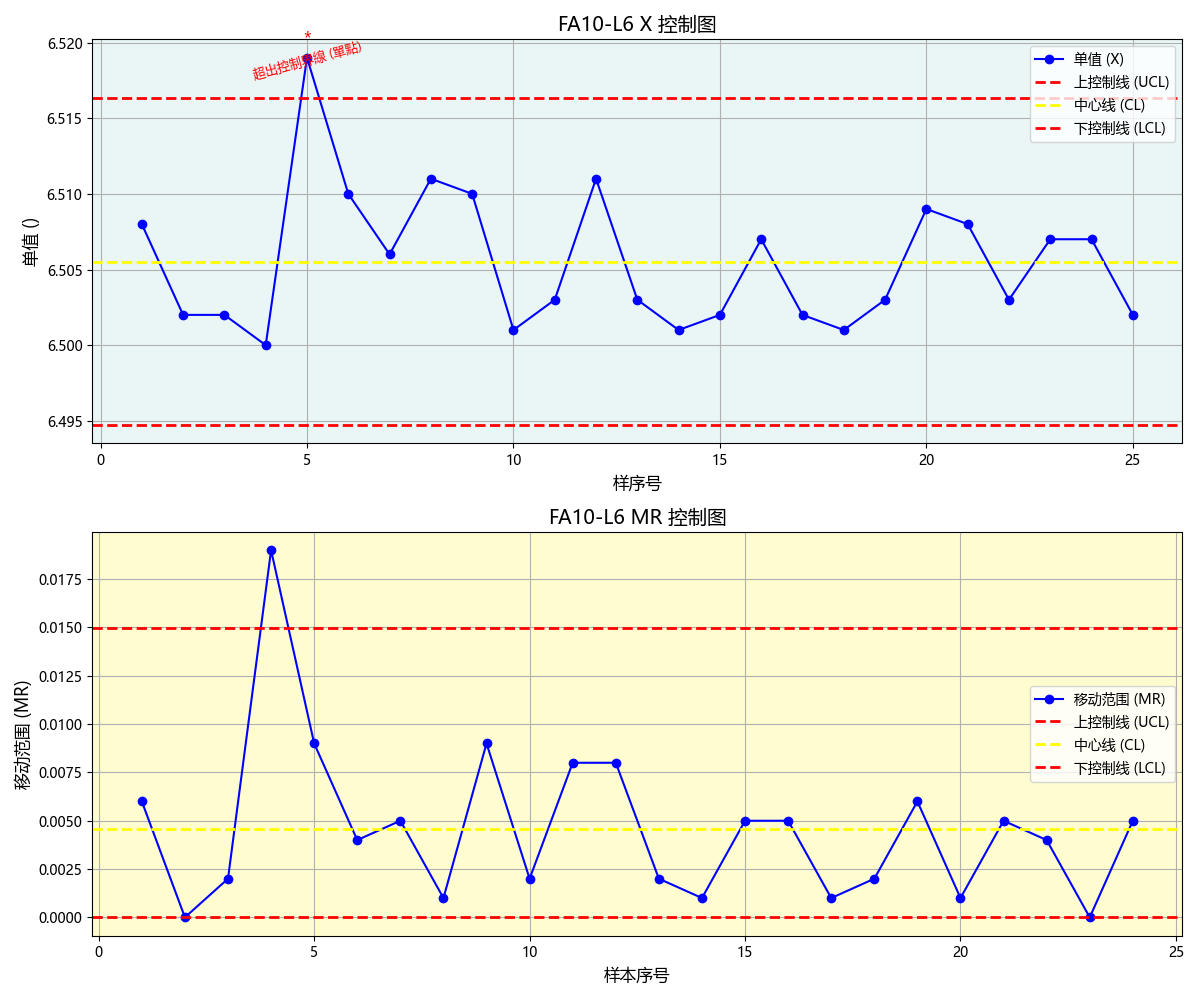 FA10-L6 X 控制图
*
超出控制界線 (單點)
单值 (X)
上控制线 (UCL)
中心线 (CL)
下控制线 (LCL)
单值 ()
6.520
6.515
6.510
6.505
6.500
6.495
0 5 10 15 20 25
样序号
FA10-L6 MR 控制图
移动范围 (MR)
上控制线 (UCL)
中心线 (CL)
下控制线 (LCL)
移动范围 (MR)
0.0175
0.0150
0.0125
0.0100
0.0075
0.0050
0.0025
0.0000
0 5 10 15 20 25
样本序号